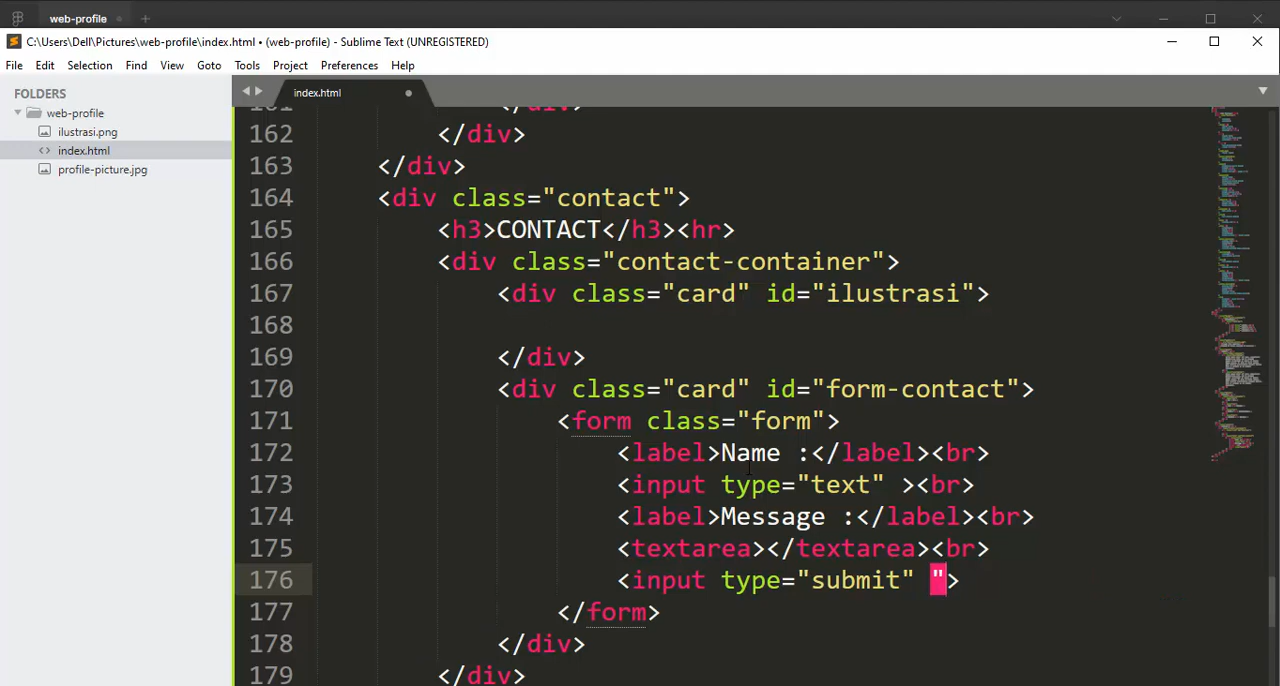 web-profile
C:\Users\Dell\Pictures\web-profile\index.html • (web-profile) - Sublime Text (UNREGISTERED)
File Edit Selection Find View Goto Tools Project Preferences Help
FOLDERS
web-profile
ilustrasi.png
index.html
profile-picture.jpg
index.html
161 </div>
162 </div>
163 </div>
164 <div class="contact">
165 <h3>CONTACT</h3><hr>
166 <div class="contact-container">
167 <div class="card" id="ilustrasi">
168
169 </div>
170 <div class="card" id="form-contact">
171 <form class="form">
172 <label>Name :</label><br>
173 <input type="text" ><br>
174 <label>Message :</label><br>
175 <textarea></textarea><br>
176 <input type="submit" ">
177 </form>
178 </div>
179 </div>